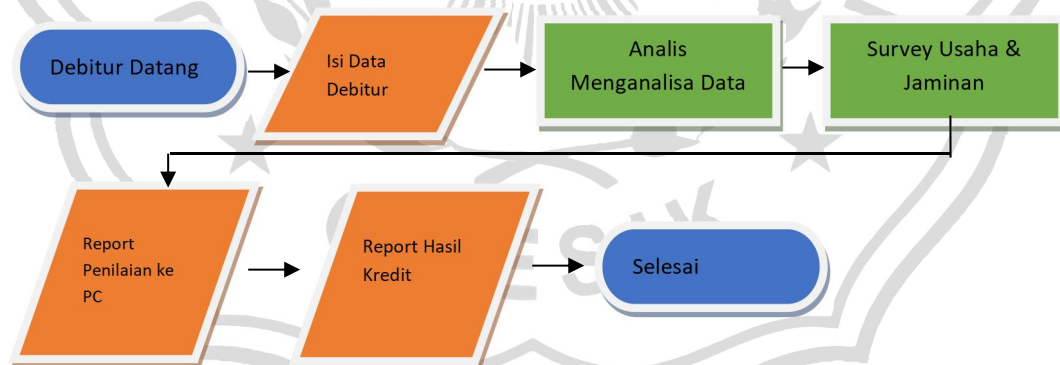 Debitur Datang
Isi Data
Debitur
Analis
Menganalisa Data
Survey Usaha &
Jaminan
Report
Penilaian ke
PC
Report Hasil
Kredit
Selesai